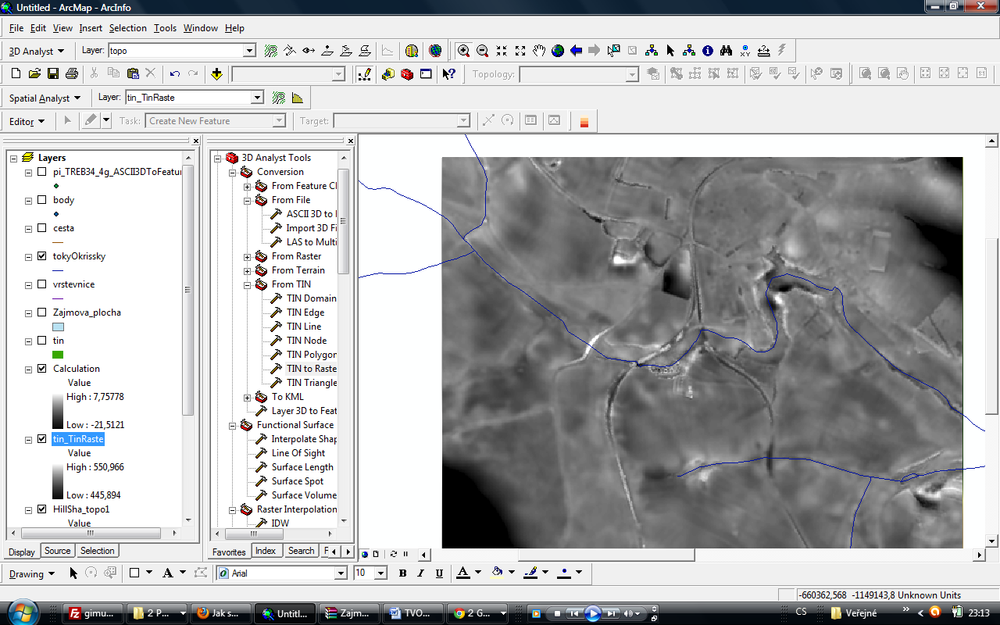 Untitled - ArcMap - ArcInfo
File Edit View Insert Selection Tools Window Help
3D Analyst Layer: topo
Topology:
Spatial Analyst Layer: tin_TinRaste
Editor Task: Create New Feature Target:
Layers
pi_TREB34_4g_ASCII3DToFeatur
body
cesta
tokyOkrissky
vrstevnice
Zajmova_plocha
tin
Calculation
Value
High : 7,75778
Low : -21,5121
tin_TinRaste
Value
High : 550,966
Low : 445,894
HillSha_topo1
Value
Display Source Selection
3D Analyst Tools
Conversion
From Feature Cl
From File
ASCII 3D to
Import 3D Fi
LAS to Multi
From Raster
From Terrain
From TIN
TIN Domain
TIN Edge
TIN Line
TIN Node
TIN Polygon
TIN to Raste
TIN Triangle
To KML
Layer 3D to Feat
Functional Surface
Interpolate Shap
Line Of Sight
Surface Length
Surface Spot
Surface Volume
Raster Interpolation
IDW
Favorites Index Search
Drawing A Arial 10 B I U A
-660362,568 -1149143,8 Unknown Units
gimu... 2 P... Jak s... Untitl... Zajm... TVO... 2 G... CS Veřejné 23:13